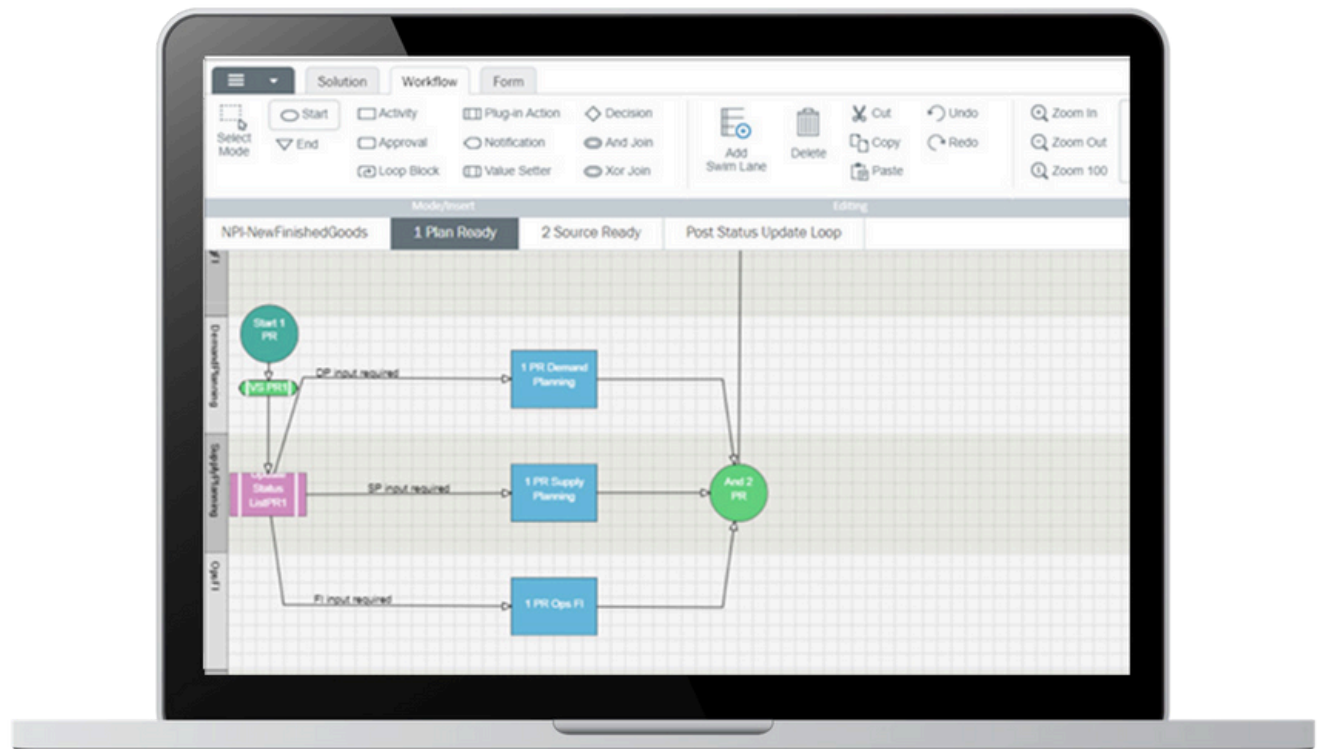 Solution
Workflow
Form
Select
Mode
Start
End
Activity
Approval
Loop Block
Plug-in Action
Notification
Value Setter
Decision
And Join
Xor Join
Add
Swim Lane
Delete
Cut
Copy
Paste
Undo
Redo
Zoom In
Zoom Out
Zoom 100
Mode/Insert
Editing
NPI-NewFinishedGoods
1 Plan Ready
2 Source Ready
Post Status Update Loop
DemandPlanning
SupplyPlanning
Ops FI
Start 1
PR
VS PR1
DP input required
1 PR Demand
Planning
Update
Status
ListPR1
SP input required
1 PR Supply
Planning
And 2
PR
FI input required
1 PR Ops FI